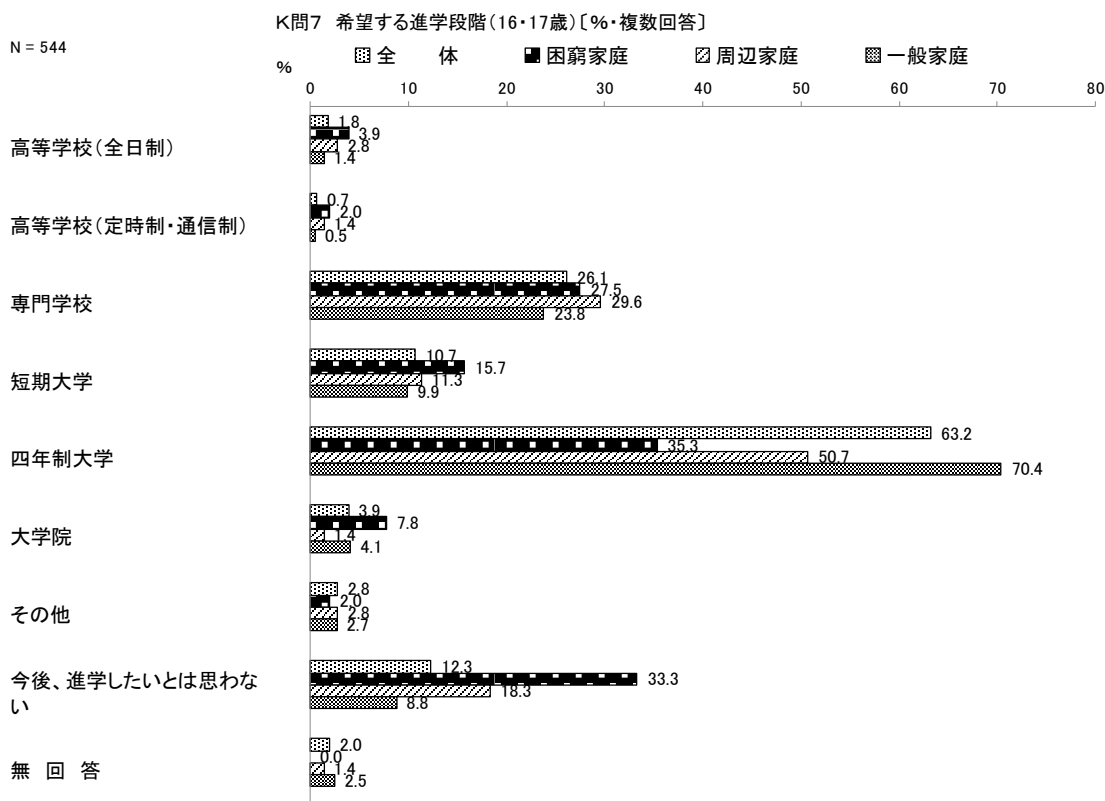 K問7 希望する進学段階(16・17歳)〔%・複数回答〕
N = 544
全　　体 困窮家庭 周辺家庭 一般家庭
%
0 10 20 30 40 50 60 70 80
高等学校(全日制)
1.8
3.9
2.8
1.4
高等学校(定時制・通信制)
0.7
2.0
1.4
0.5
専門学校
26.1
27.5
29.6
23.8
短期大学
10.7
15.7
11.3
9.9
四年制大学
63.2
35.3
50.7
70.4
大学院
3.9
7.8
1.4
4.1
その他
2.8
2.0
2.8
2.7
今後、進学したいとは思わな
い
12.3
33.3
18.3
8.8
無　回　答
2.0
0.0
1.4
2.5